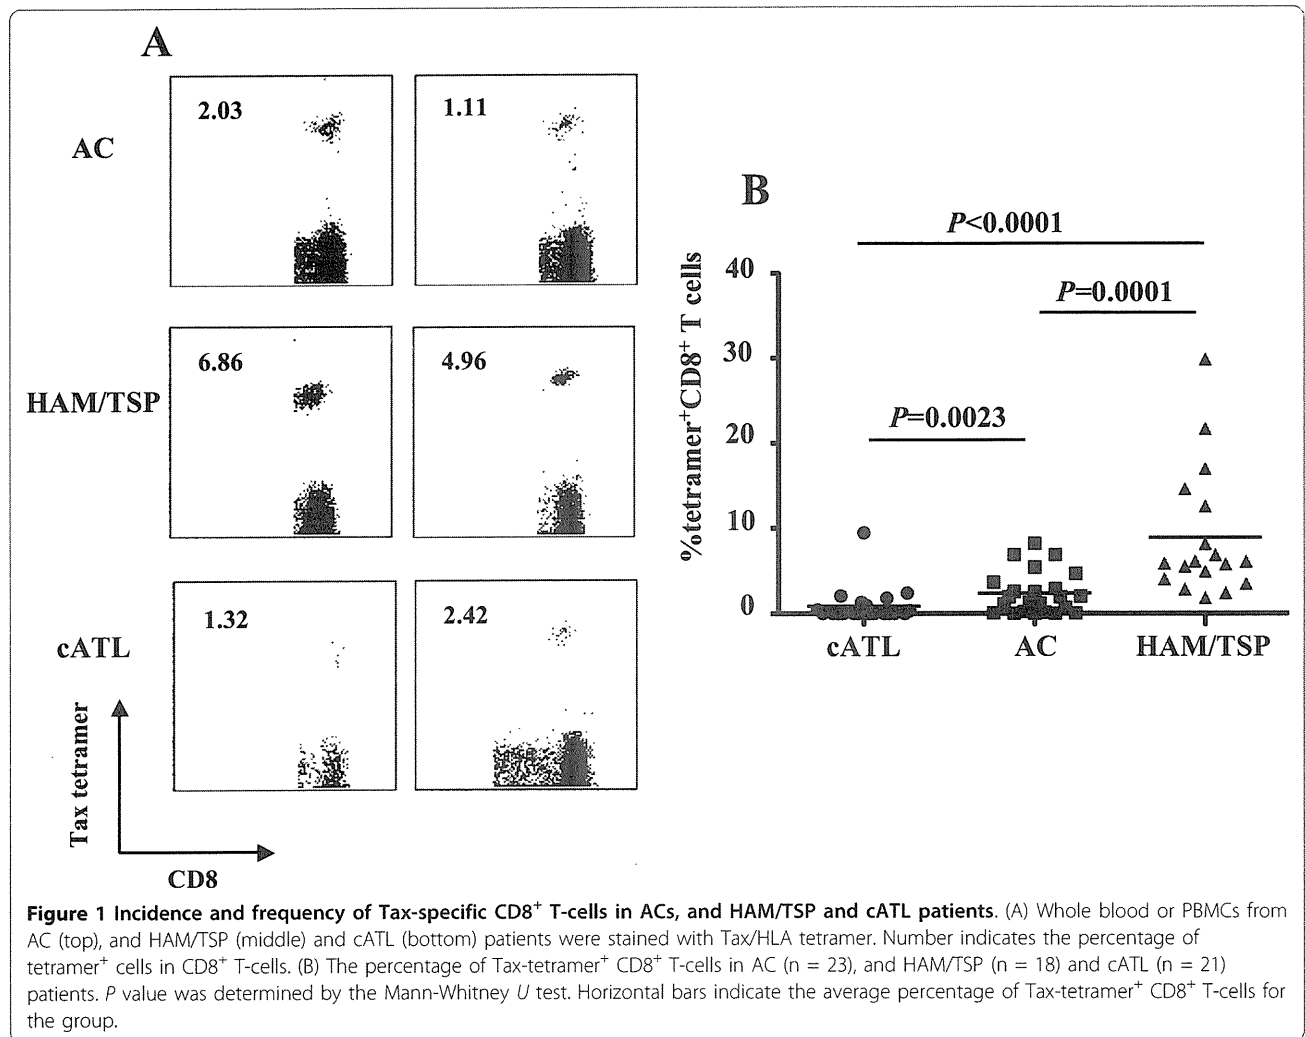 A
AC
2.03
1.11
HAM/TSP
6.86
4.96
cATL
1.32
2.42
Tax tetramer
CD8
B
P<0.0001
P=0.0001
P=0.0023
%tetramer⁺CD8⁺ T cells
40
30
20
10
0
cATL AC HAM/TSP
Figure 1 Incidence and frequency of Tax-specific CD8⁺ T-cells in ACs, and HAM/TSP and cATL patients. (A) Whole blood or PBMCs from
AC (top), and HAM/TSP (middle) and cATL (bottom) patients were stained with Tax/HLA tetramer. Number indicates the percentage of
tetramer⁺ cells in CD8⁺ T-cells. (B) The percentage of Tax-tetramer⁺ CD8⁺ T-cells in AC (n = 23), and HAM/TSP (n = 18) and cATL (n = 21)
patients. P value was determined by the Mann-Whitney U test. Horizontal bars indicate the average percentage of Tax-tetramer⁺ CD8⁺ T-cells for
the group.